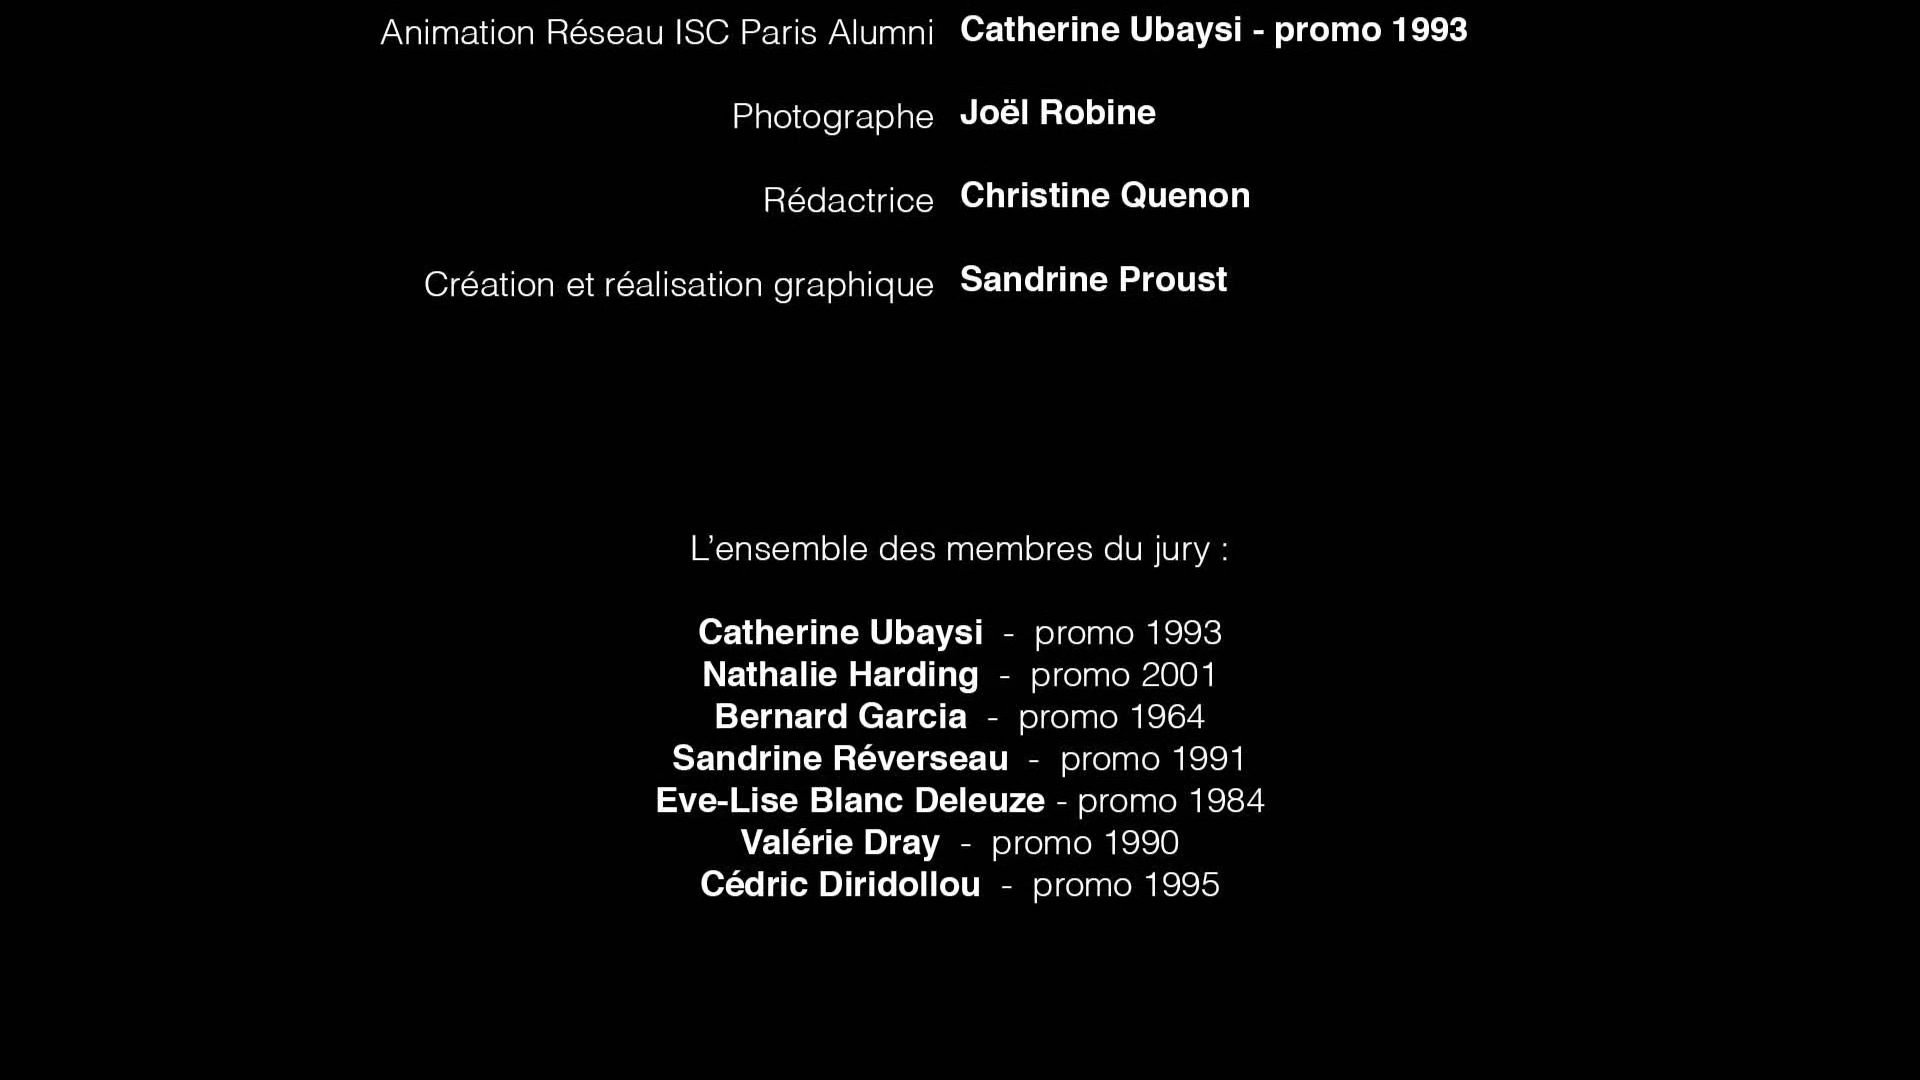 Animation Réseau ISC Paris Alumni Catherine Ubaysi - promo 1993
Photographe Joël Robine
Rédactrice Christine Quenon
Création et réalisation graphique Sandrine Proust
L’ensemble des membres du jury :
Catherine Ubaysi - promo 1993
Nathalie Harding - promo 2001
Bernard Garcia - promo 1964
Sandrine Réverseau - promo 1991
Eve-Lise Blanc Deleuze - promo 1984
Valérie Dray - promo 1990
Cédric Diridollou - promo 1995